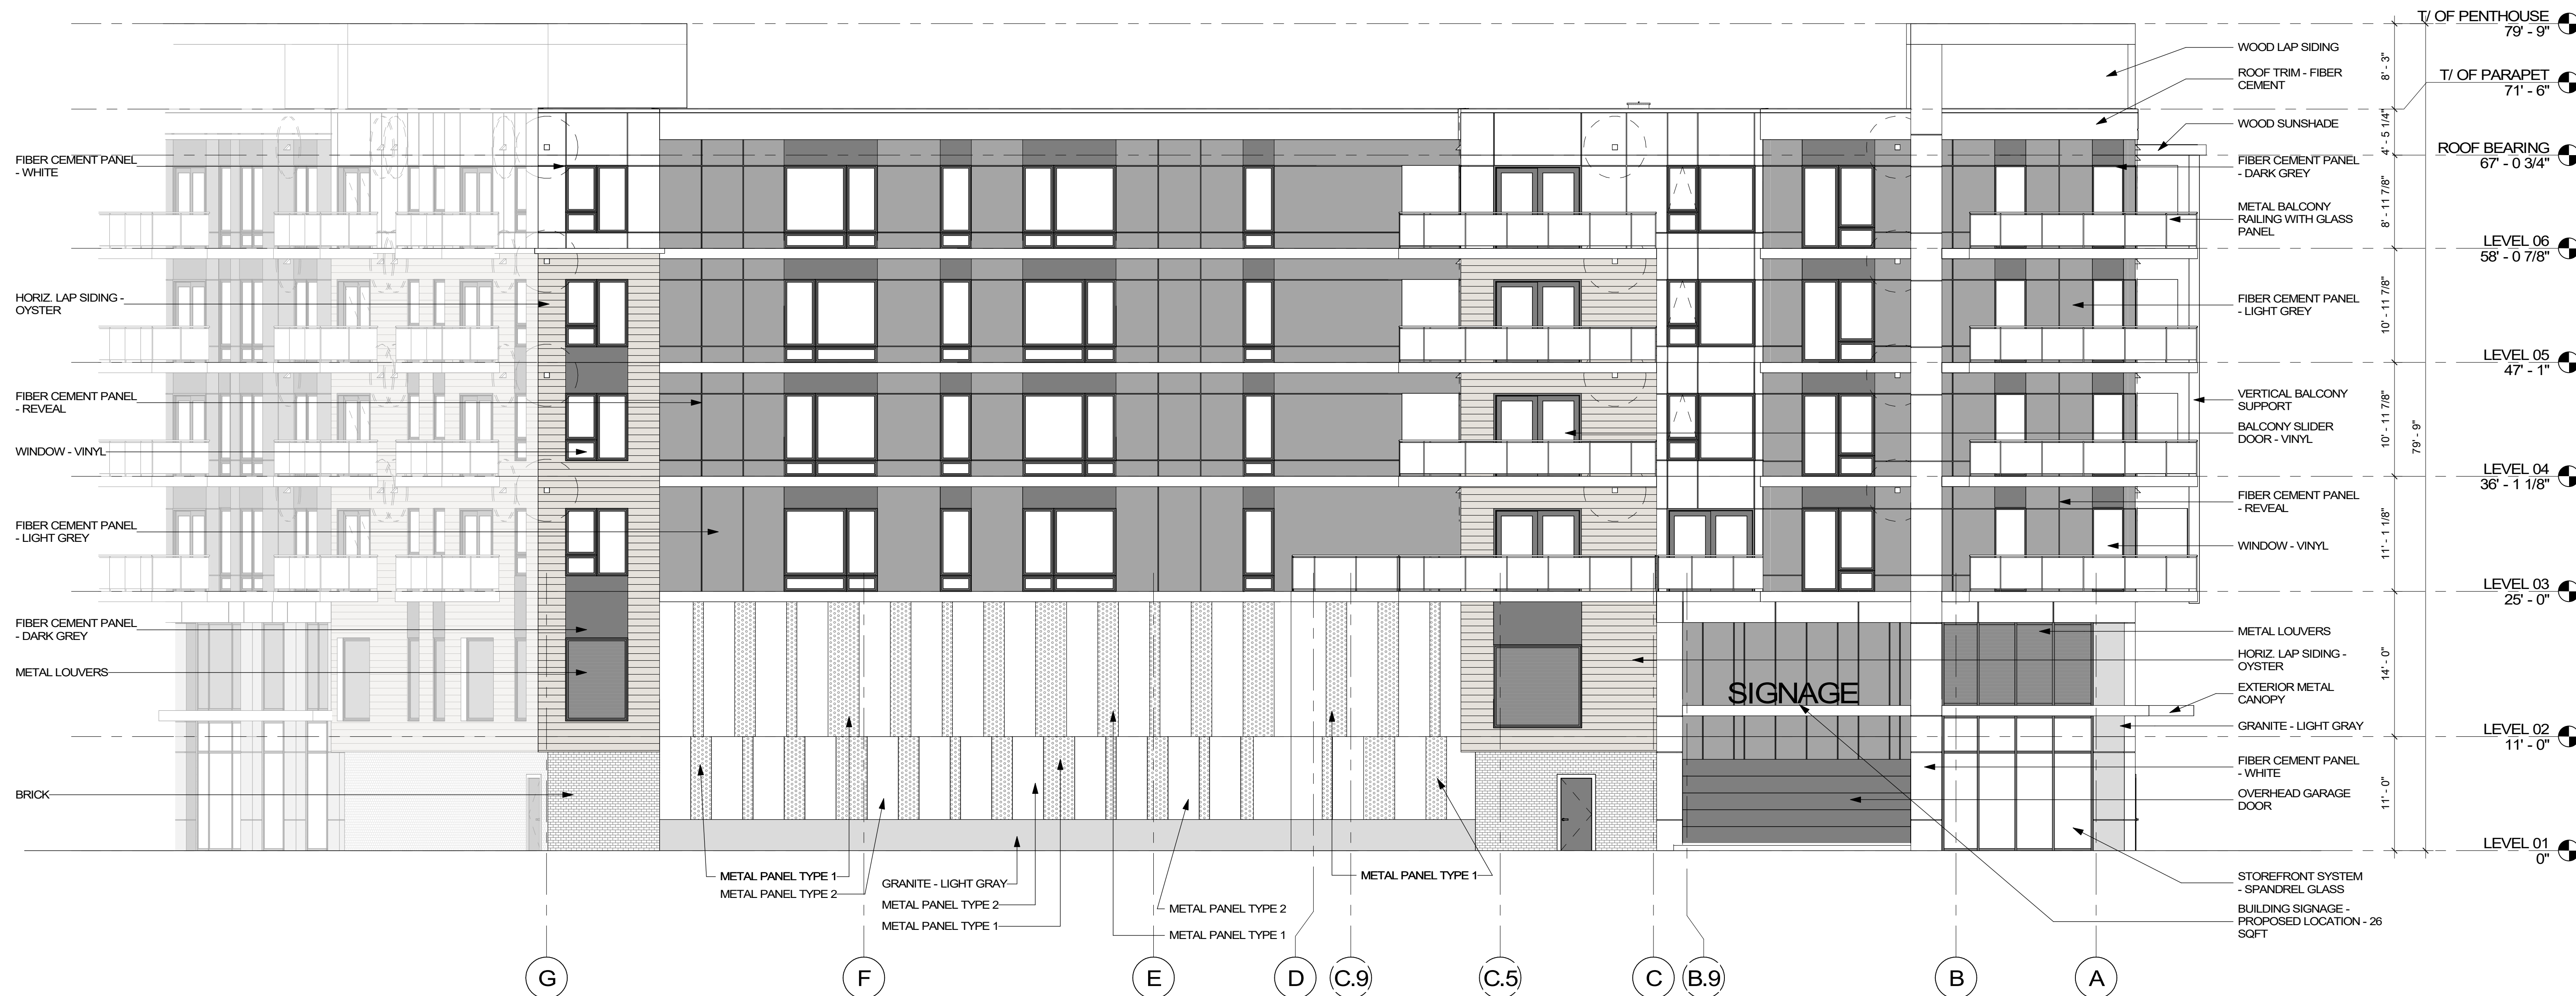 FIBER CEMENT PANEL
- WHITE
HORIZ. LAP SIDING -
OYSTER
FIBER CEMENT PANEL
- REVEAL
WINDOW - VINYL
FIBER CEMENT PANEL
- LIGHT GREY
FIBER CEMENT PANEL
- DARK GREY
METAL LOUVERS
BRICK
SIGNAGE
METAL PANEL TYPE 1
METAL PANEL TYPE 2
GRANITE - LIGHT GRAY
METAL PANEL TYPE 2
METAL PANEL TYPE 1
METAL PANEL TYPE 2
METAL PANEL TYPE 1
METAL PANEL TYPE 1
G
F
E
D
C.9
C.5
C
B.9
B
A
WOOD LAP SIDING
ROOF TRIM - FIBER
CEMENT
WOOD SUNSHADE
FIBER CEMENT PANEL
- DARK GREY
METAL BALCONY
RAILING WITH GLASS
PANEL
FIBER CEMENT PANEL
- LIGHT GREY
VERTICAL BALCONY
SUPPORT
BALCONY SLIDER
DOOR - VINYL
FIBER CEMENT PANEL
- REVEAL
WINDOW - VINYL
METAL LOUVERS
HORIZ. LAP SIDING -
OYSTER
EXTERIOR METAL
CANOPY
GRANITE - LIGHT GRAY
FIBER CEMENT PANEL
- WHITE
OVERHEAD GARAGE
DOOR
STOREFRONT SYSTEM
- SPANDREL GLASS
BUILDING SIGNAGE -
PROPOSED LOCATION - 26
SQFT
8' - 3"
4' - 5 1/4"
8' - 11 7/8"
10' - 11 7/8"
10' - 11 7/8"
11' - 1 1/8"
14' - 0"
11' - 0"
79' - 9"
T/ OF PENTHOUSE
79' - 9"
T/ OF PARAPET
71' - 6"
ROOF BEARING
67' - 0 3/4"
LEVEL 06
58' - 0 7/8"
LEVEL 05
47' - 1"
LEVEL 04
36' - 1 1/8"
LEVEL 03
25' - 0"
LEVEL 02
11' - 0"
LEVEL 01
0"